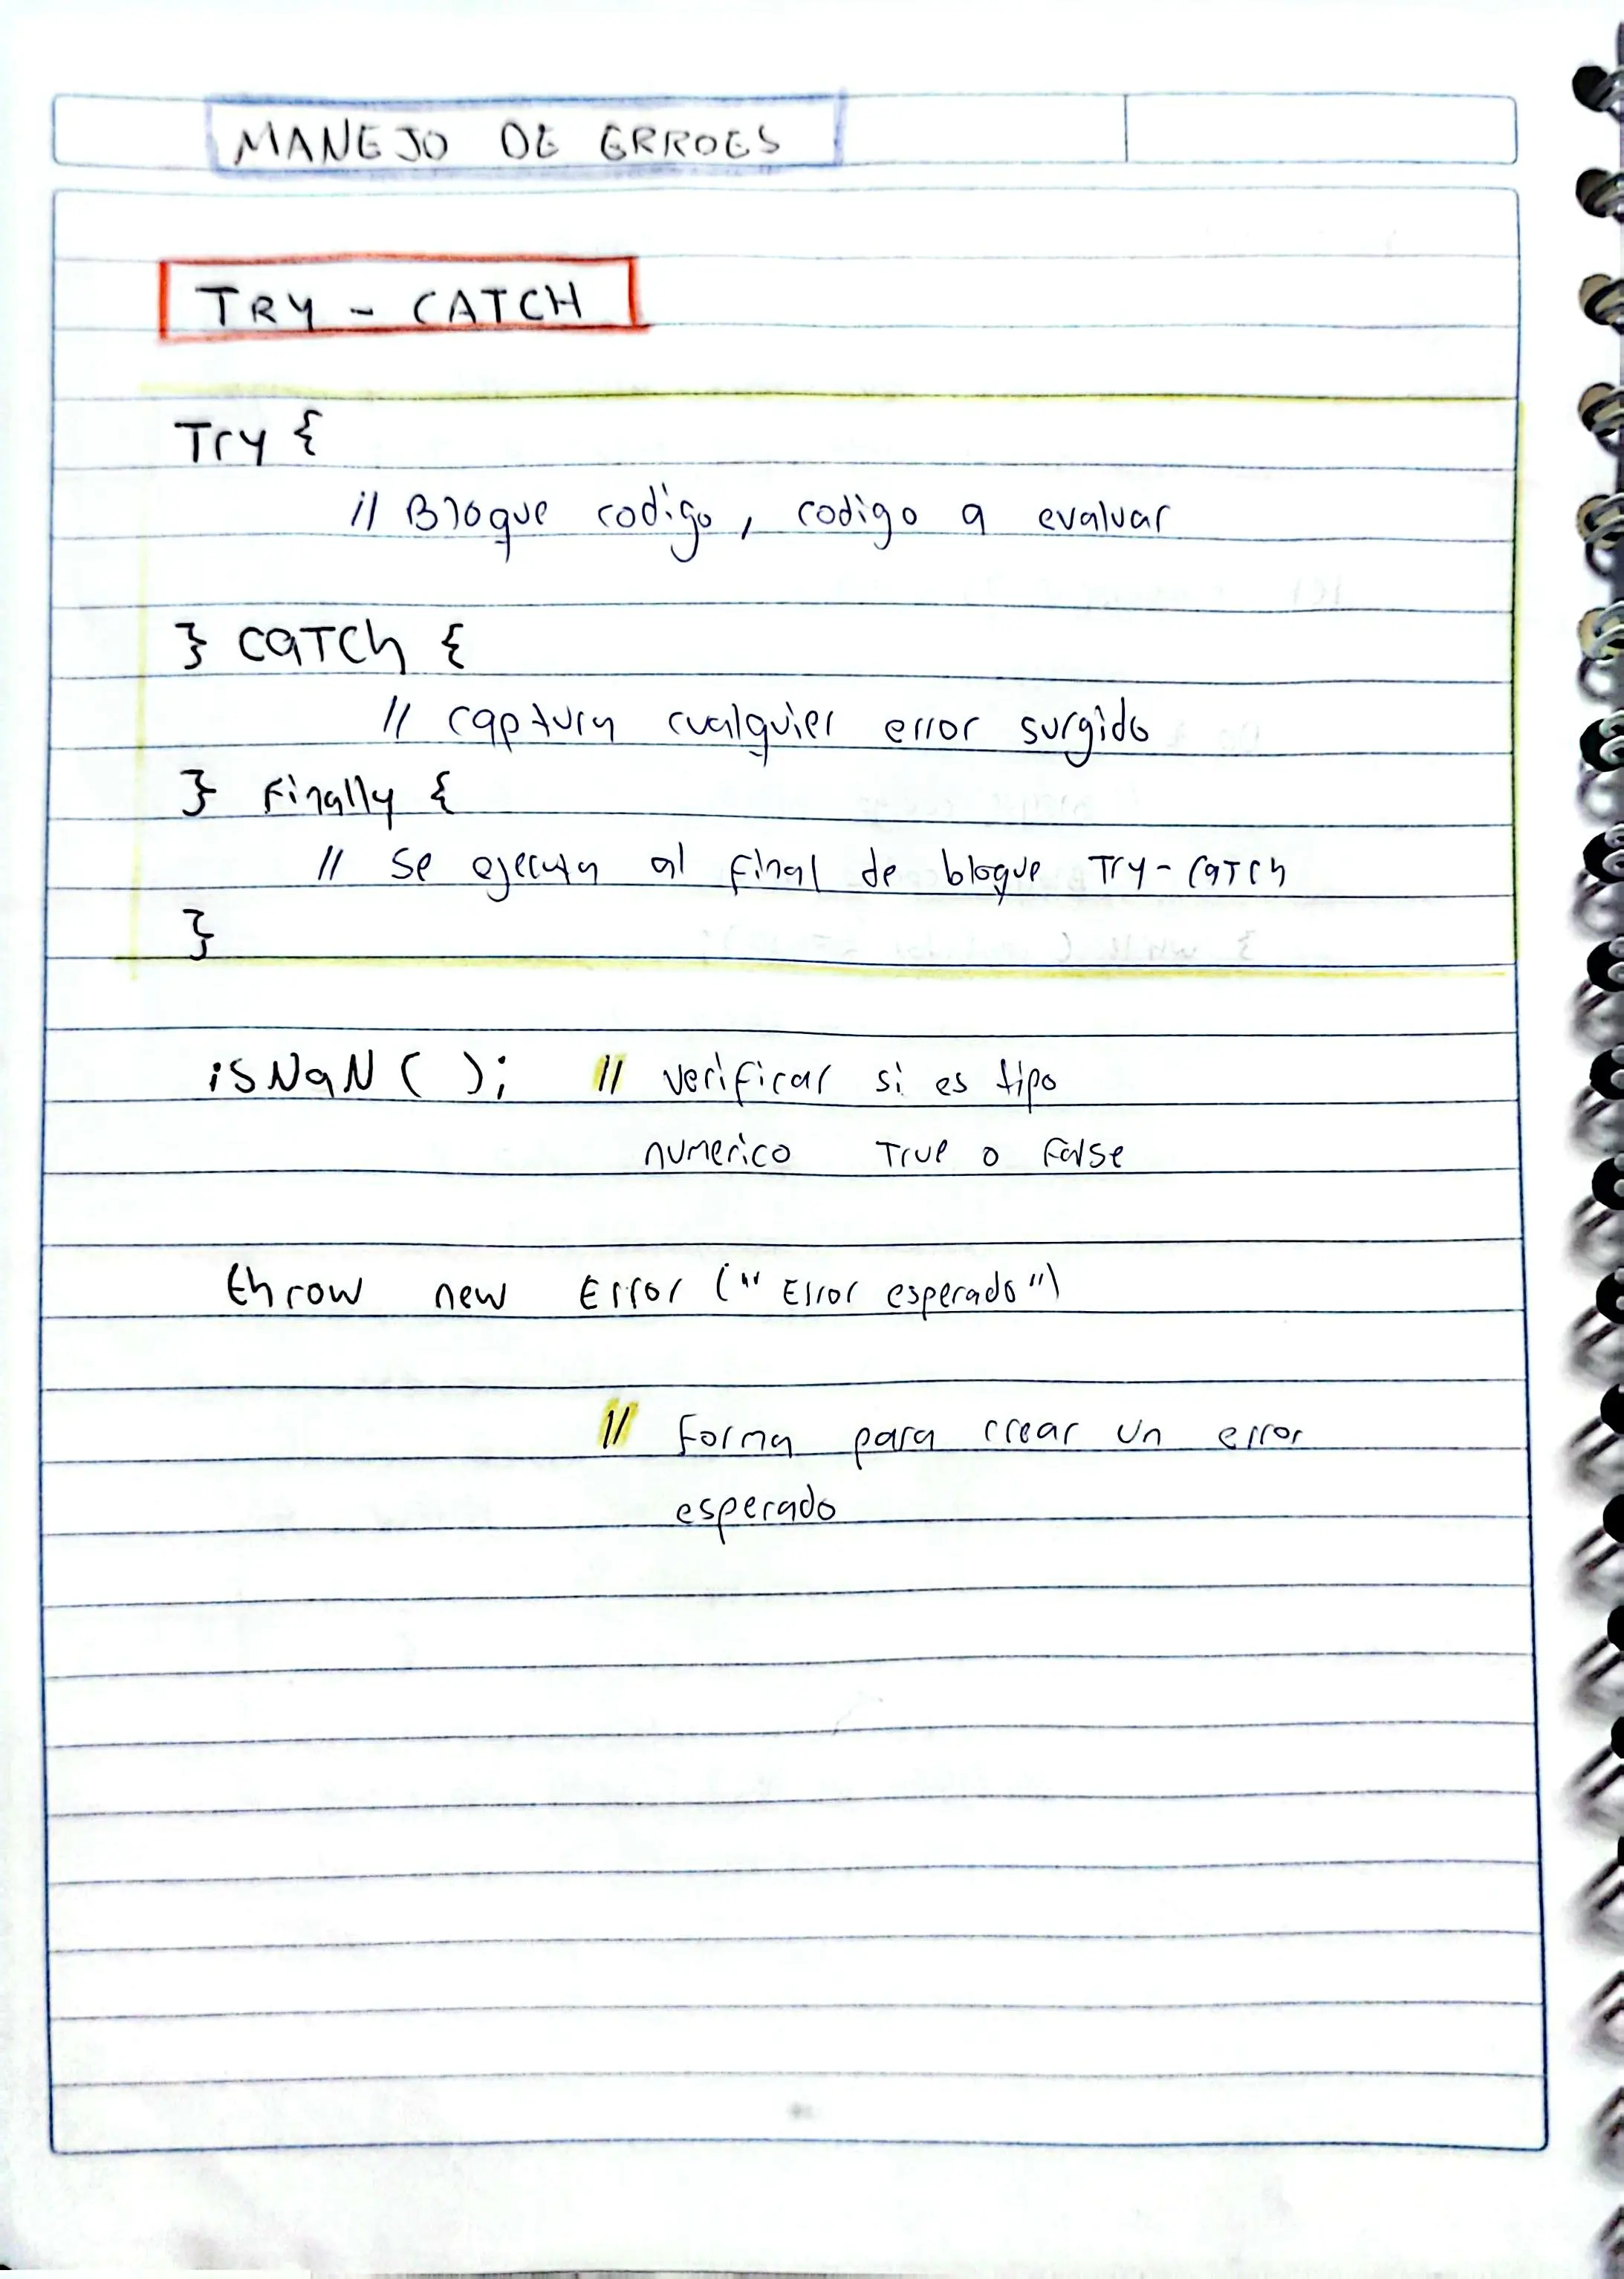 MANEJO DE ERROES
TRY - CATCH
Try {
// Bloque codigo, codigo a evaluar
} catch {
// captura cualquier error surgido
} Finally {
// Se ejecuta al final de bloque Try-catch
}
isNaN ( ); // verificar si es tipo
numerico True o False
throw new Error ("Error esperado")
// Forma para crear un error
esperado